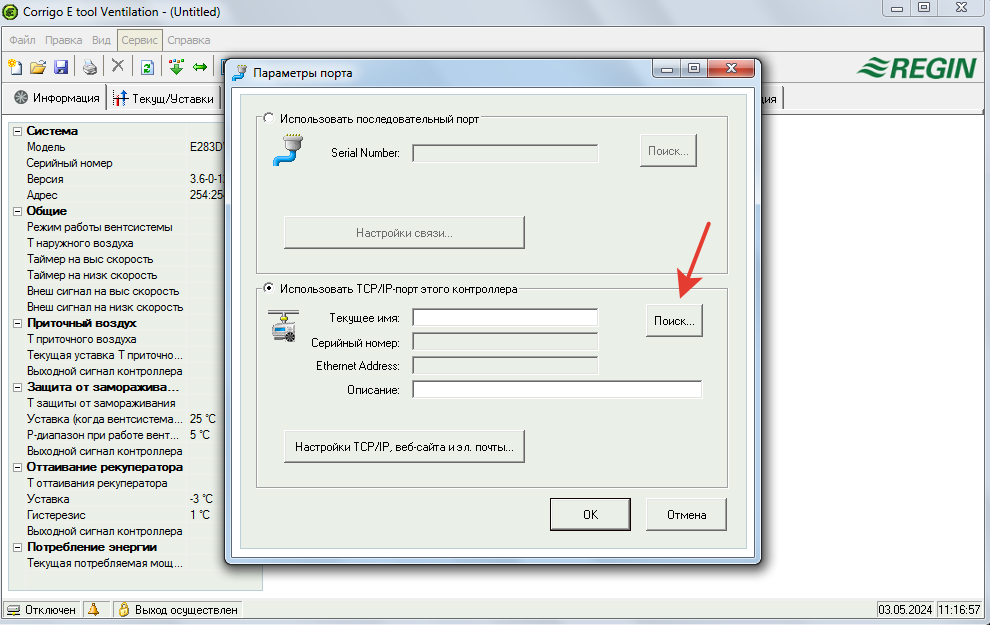 Corrigo E tool Ventilation - (Untitled)
Файл Правка Вид Сервис Справка
REGIN
Информация Текущ/Уставки ия
Параметры порта
Использовать последовательный порт
Serial Number: Поиск...
Настройки связи...
Использовать TCP/IP-порт этого контроллера
Текущее имя: Поиск...
Серийный номер:
Ethernet Address:
Описание:
Настройки TCP/IP, веб-сайта и эл. почты...
OK Отмена
Система
Модель E283D
Серийный номер
Версия 3.6-0-1
Адрес 254:25
Общие
Режим работы вентсистемы
Т наружного воздуха
Таймер на выс скорость
Таймер на низк скорость
Внеш сигнал на выс скорость
Внеш сигнал на низк скорость
Приточный воздух
Т приточного воздуха
Текущая уставка Т приточно...
Выходной сигнал контроллера
Защита от заморажива...
Т защиты от замораживания
Уставка (когда вентсистема... 25 °C
Р-диапазон при работе вент... 5 °C
Выходной сигнал контроллера
Оттаивание рекуператора
Т оттаивания рекуператора
Уставка -3 °C
Гистерезис 1 °C
Выходной сигнал контроллера
Потребление энергии
Текущая потребляемая мощ...
Отключен Выход осуществлен 03.05.2024 11:16:57